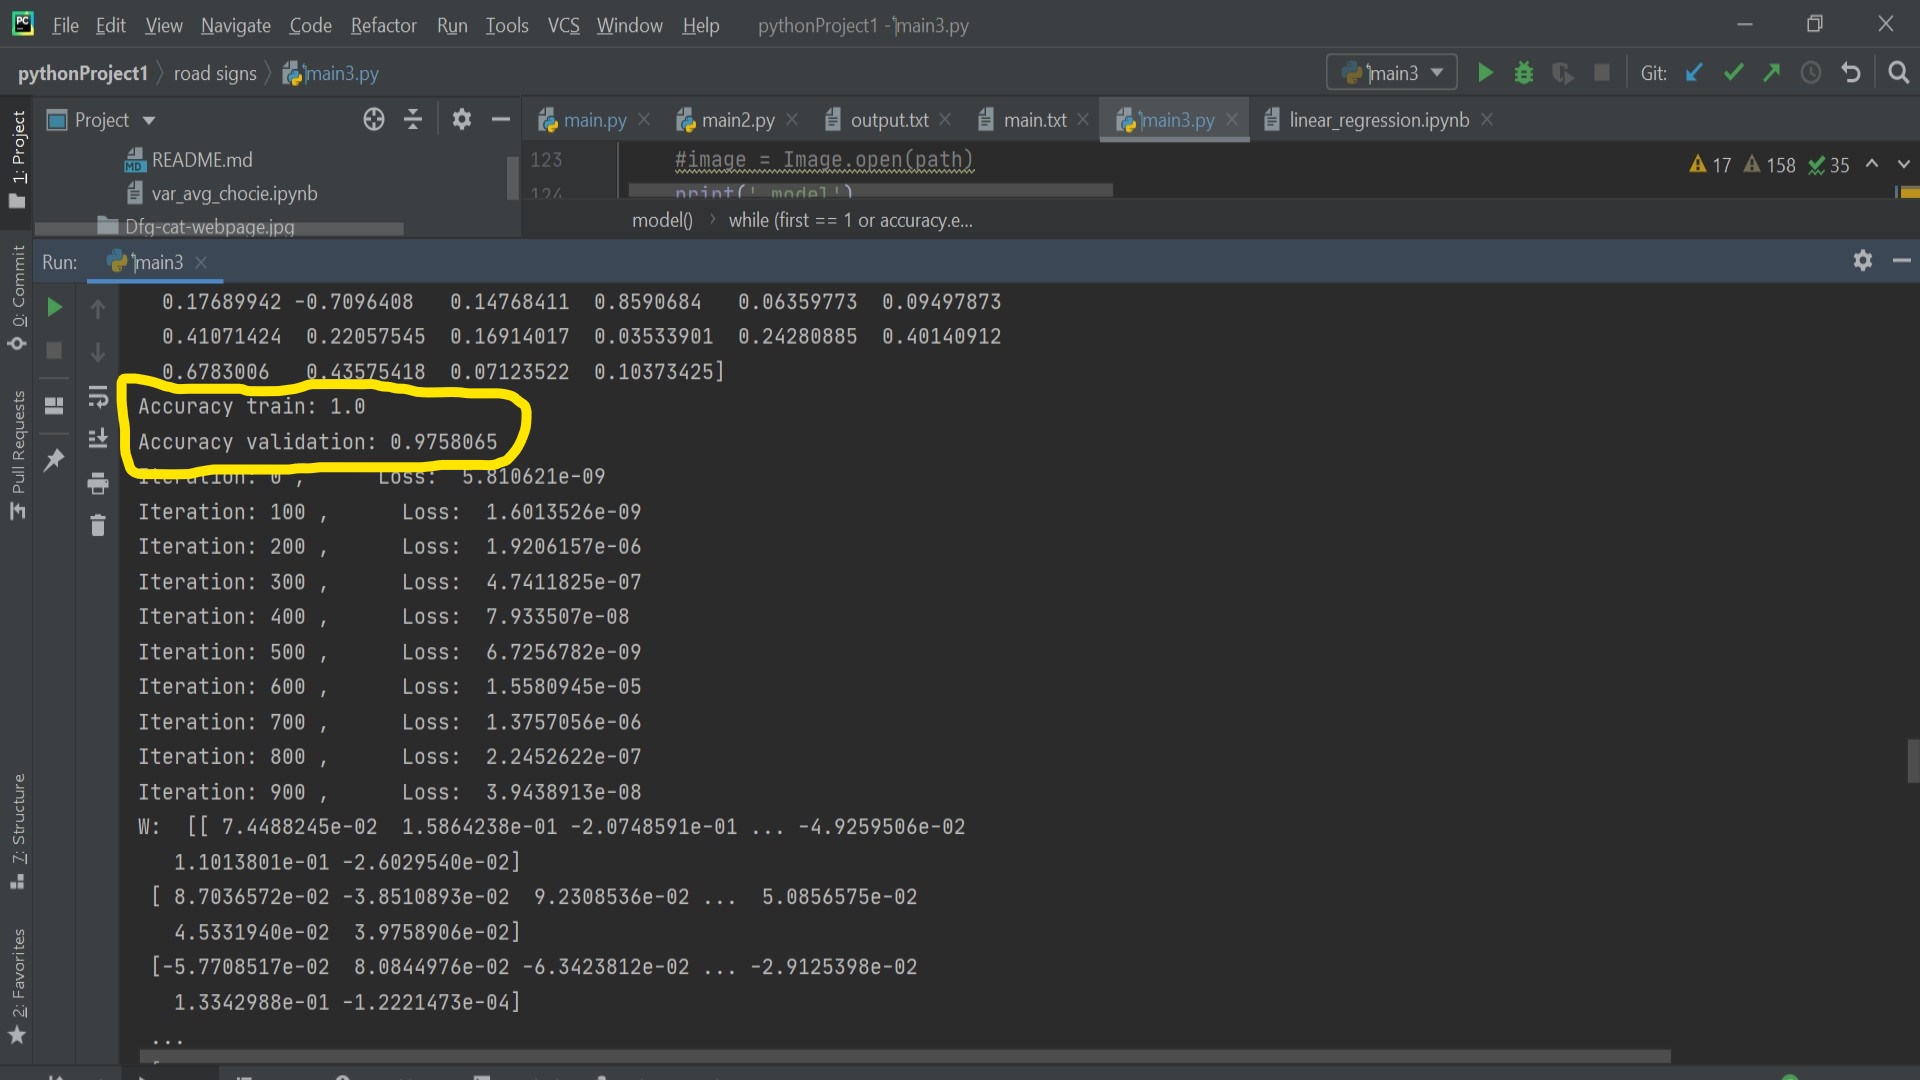 PC File Edit View Navigate Code Refactor Run Tools VCS Window Help pythonProject1 - main3.py
pythonProject1 road signs main3.py main3 Git:
Project main.py main2.py output.txt main.txt main3.py linear_regression.ipynb
README.md
var_avg_chocie.ipynb
Dfg-cat-webpage.jpg
123 #image = Image.open(path)
124 print(' model')
17 158 35
model() while (first == 1 or accuracy.e...
1: Project
0: Commit
Pull Requests
7: Structure
2: Favorites
Run: main3
0.17689942 -0.7096408 0.14768411 0.8590684 0.06359773 0.09497873
0.41071424 0.22057545 0.16914017 0.03533901 0.24280885 0.40140912
0.6783006 0.43575418 0.07123522 0.10373425]
Accuracy train: 1.0
Accuracy validation: 0.9758065
Iteration: 0 , Loss: 5.810621e-09
Iteration: 100 , Loss: 1.6013526e-09
Iteration: 200 , Loss: 1.9206157e-06
Iteration: 300 , Loss: 4.7411825e-07
Iteration: 400 , Loss: 7.933507e-08
Iteration: 500 , Loss: 6.7256782e-09
Iteration: 600 , Loss: 1.5580945e-05
Iteration: 700 , Loss: 1.3757056e-06
Iteration: 800 , Loss: 2.2452622e-07
Iteration: 900 , Loss: 3.9438913e-08
W: [[ 7.4488245e-02 1.5864238e-01 -2.0748591e-01 ... -4.9259506e-02
1.1013801e-01 -2.6029540e-02]
[ 8.7036572e-02 -3.8510893e-02 9.2308536e-02 ... 5.0856575e-02
4.5331940e-02 3.9758906e-02]
[-5.7708517e-02 8.0844976e-02 -6.3423812e-02 ... -2.9125398e-02
1.3342988e-01 -1.2221473e-04]
...